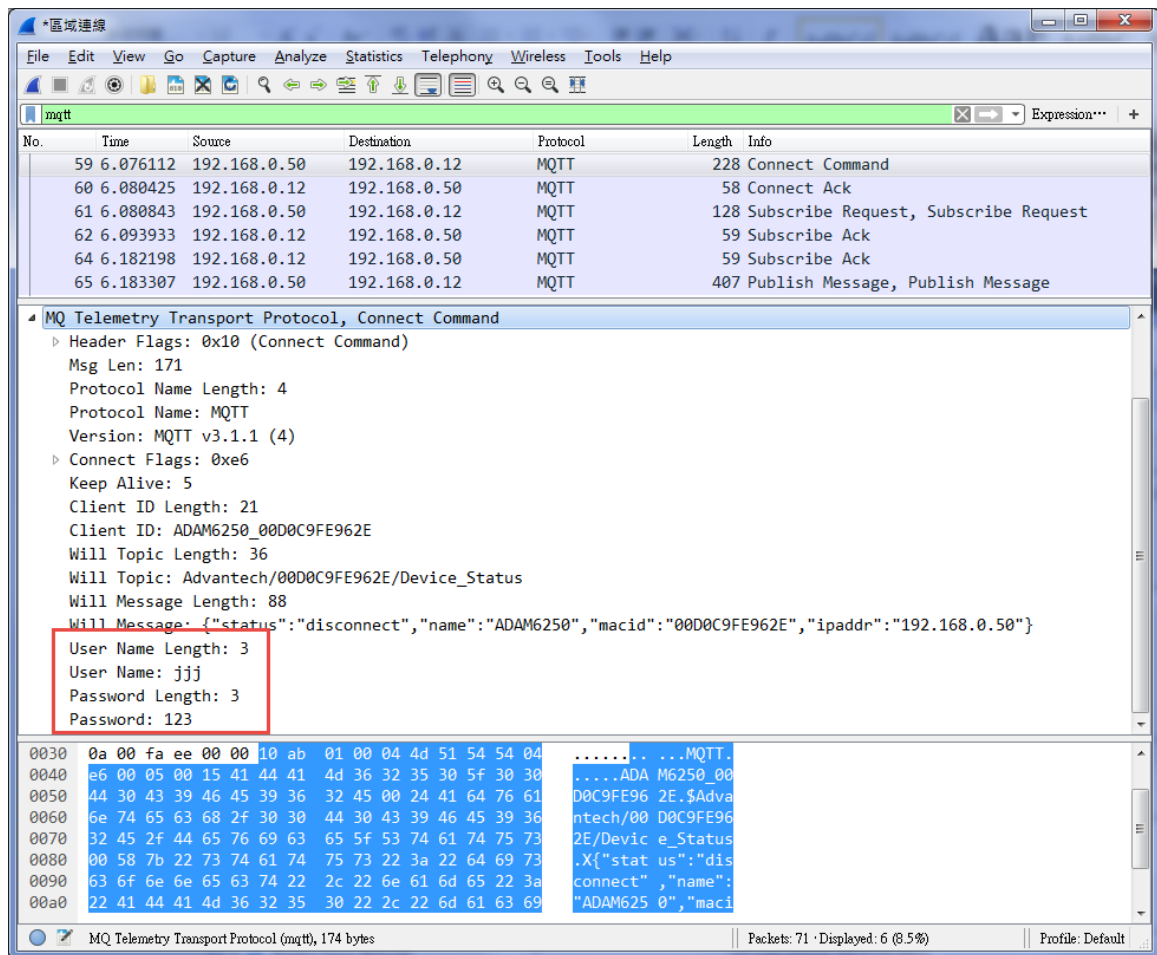 *區域連線
File Edit View Go Capture Analyze Statistics Telephony Wireless Tools Help
mqtt Expression… +
No. Time Source Destination Protocol Length Info
59 6.076112 192.168.0.50 192.168.0.12 MQTT 228 Connect Command
60 6.080425 192.168.0.12 192.168.0.50 MQTT 58 Connect Ack
61 6.080843 192.168.0.50 192.168.0.12 MQTT 128 Subscribe Request, Subscribe Request
62 6.093933 192.168.0.12 192.168.0.50 MQTT 59 Subscribe Ack
64 6.182198 192.168.0.12 192.168.0.50 MQTT 59 Subscribe Ack
65 6.183307 192.168.0.50 192.168.0.12 MQTT 407 Publish Message, Publish Message
MQ Telemetry Transport Protocol, Connect Command
Header Flags: 0x10 (Connect Command)
Msg Len: 171
Protocol Name Length: 4
Protocol Name: MQTT
Version: MQTT v3.1.1 (4)
Connect Flags: 0xe6
Keep Alive: 5
Client ID Length: 21
Client ID: ADAM6250_00D0C9FE962E
Will Topic Length: 36
Will Topic: Advantech/00D0C9FE962E/Device_Status
Will Message Length: 88
Will Message: {"status":"disconnect","name":"ADAM6250","macid":"00D0C9FE962E","ipaddr":"192.168.0.50"}
User Name Length: 3
User Name: jjj
Password Length: 3
Password: 123
0030 0a 00 fa ee 00 00 10 ab 01 00 04 4d 51 54 54 04 ........ ...MQTT.
0040 e6 00 05 00 15 41 44 41 4d 36 32 35 30 5f 30 30 .....ADA M6250_00
0050 44 30 43 39 46 45 39 36 32 45 00 24 41 64 76 61 D0C9FE96 2E.$Adva
0060 6e 74 65 63 68 2f 30 30 44 30 43 39 46 45 39 36 ntech/00 D0C9FE96
0070 32 45 2f 44 65 76 69 63 65 5f 53 74 61 74 75 73 2E/Devic e_Status
0080 00 58 7b 22 73 74 61 74 75 73 22 3a 22 64 69 73 .X{"stat us":"dis
0090 63 6f 6e 6e 65 63 74 22 2c 22 6e 61 6d 65 22 3a connect" ,"name":
00a0 22 41 44 41 4d 36 32 35 30 22 2c 22 6d 61 63 69 "ADAM625 0","maci
MQ Telemetry Transport Protocol (mqtt), 174 bytes Packets: 71 · Displayed: 6 (8.5%) Profile: Default